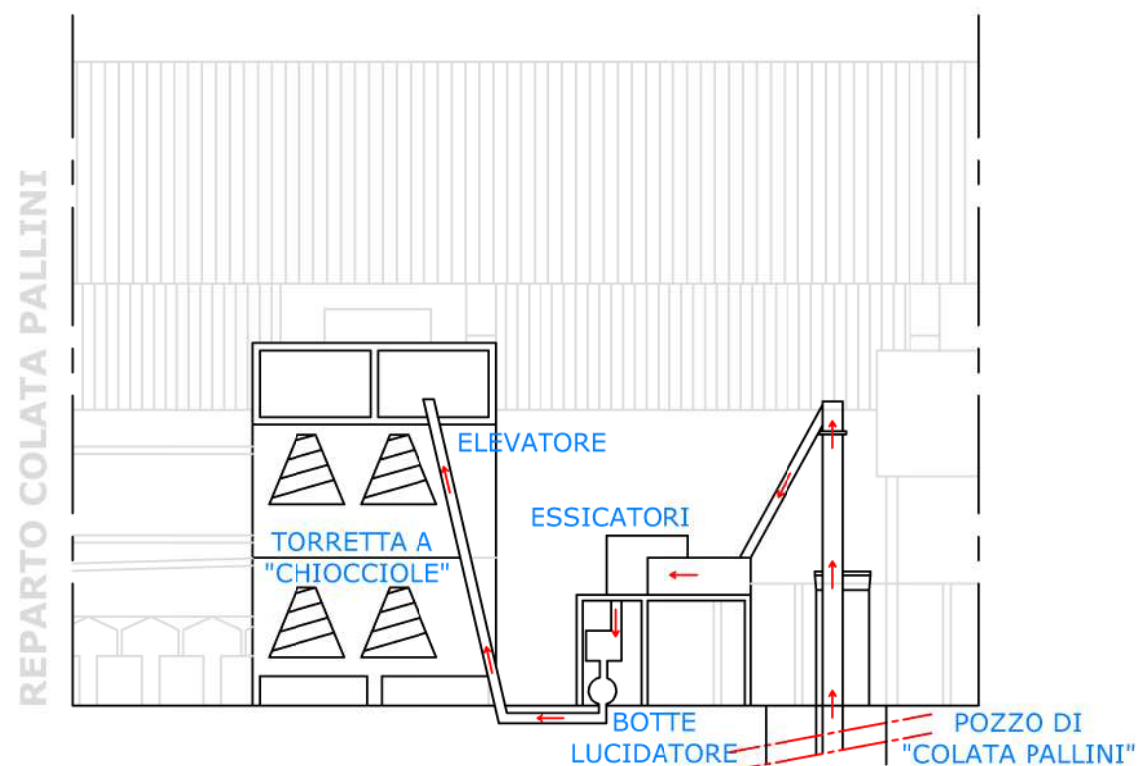 REPARTO COLATA PALLINI
ELEVATORE
ESSICATORI
TORRETTA A
"CHIOCCIOLE"
BOTTE
LUCIDATORE
POZZO DI
"COLATA PALLINI"